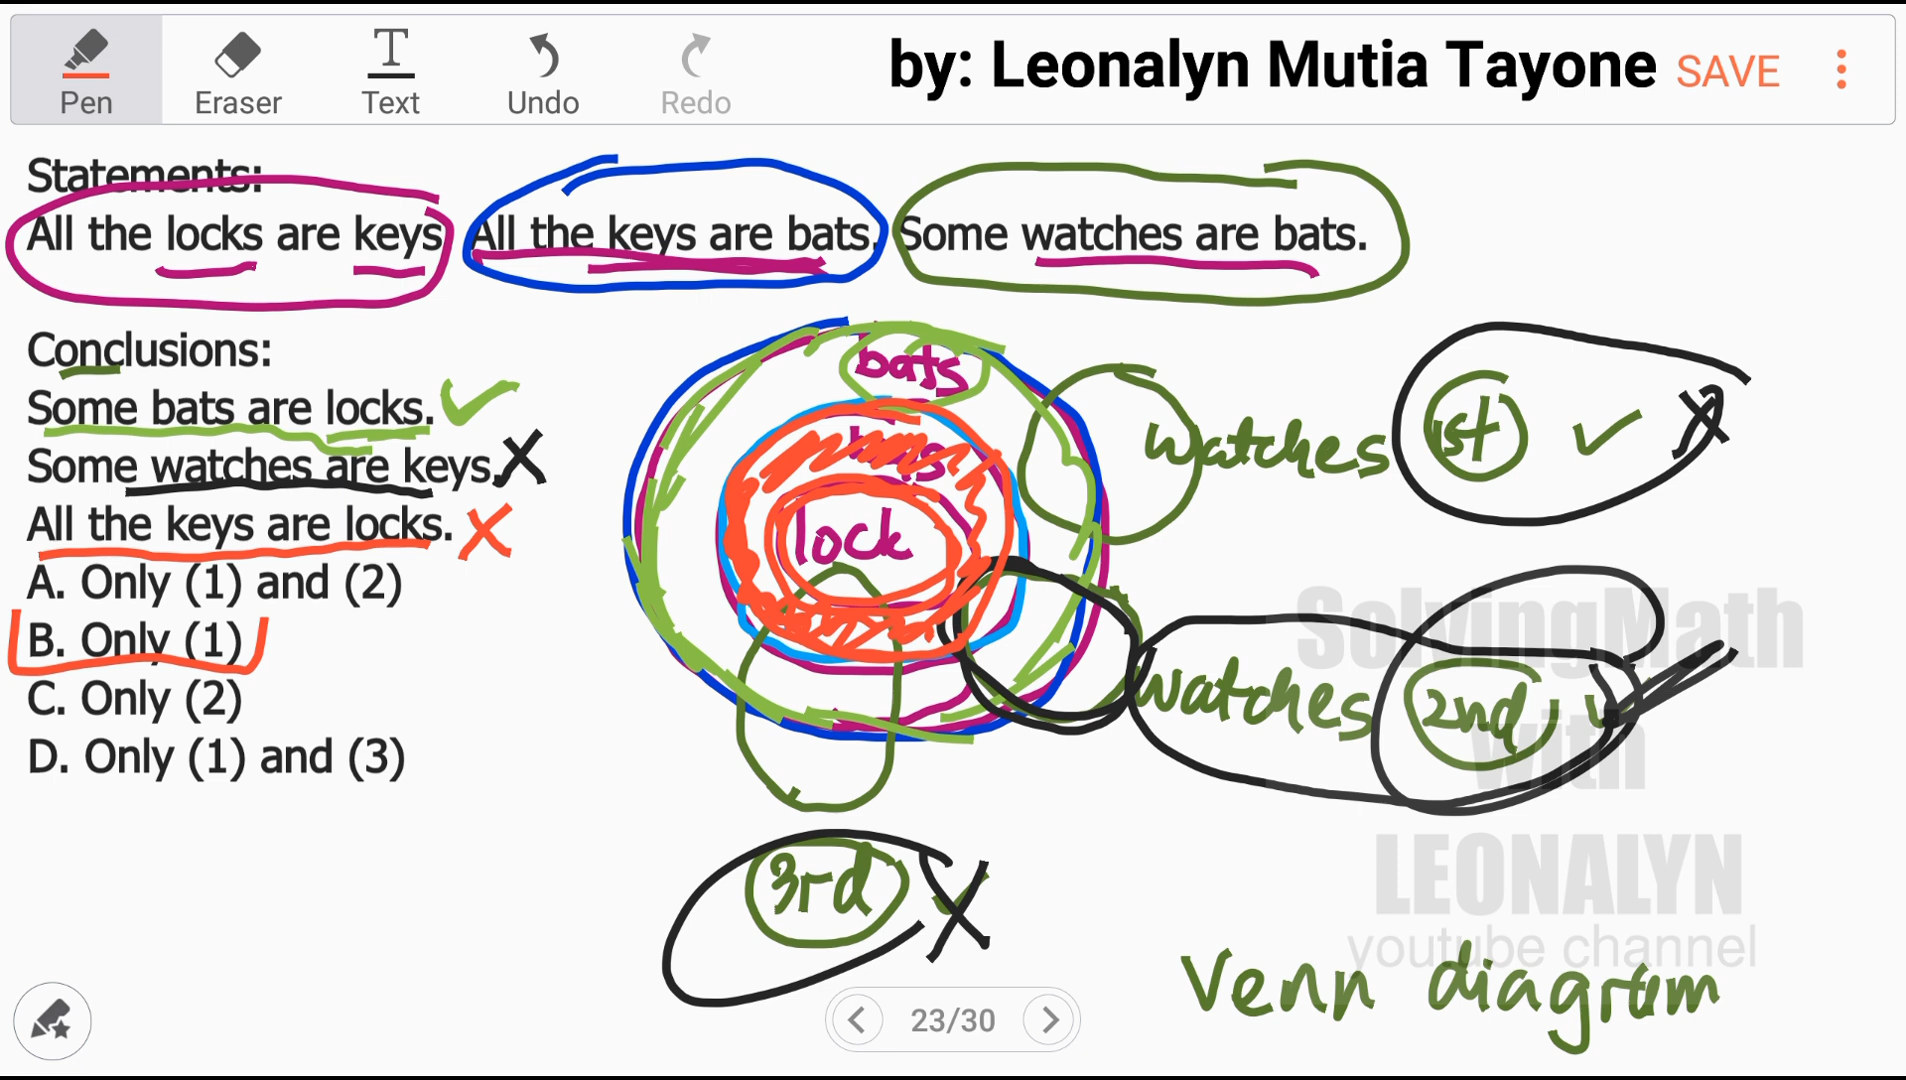 by: Leonalyn Mutia Tayone SAVE
Pen Eraser Text Undo Redo
Statements:
All the locks are keys. All the keys are bats. Some watches are bats.
Conclusions:
Some bats are locks.
Some watches are keys.
All the keys are locks.
A. Only (1) and (2)
B. Only (1)
C. Only (2)
D. Only (1) and (3)
bats
lock
watches 1st
watches 2nd
3rd
Venn diagram
SolvingMath
with
LEONALYN
youtube channel
23/30